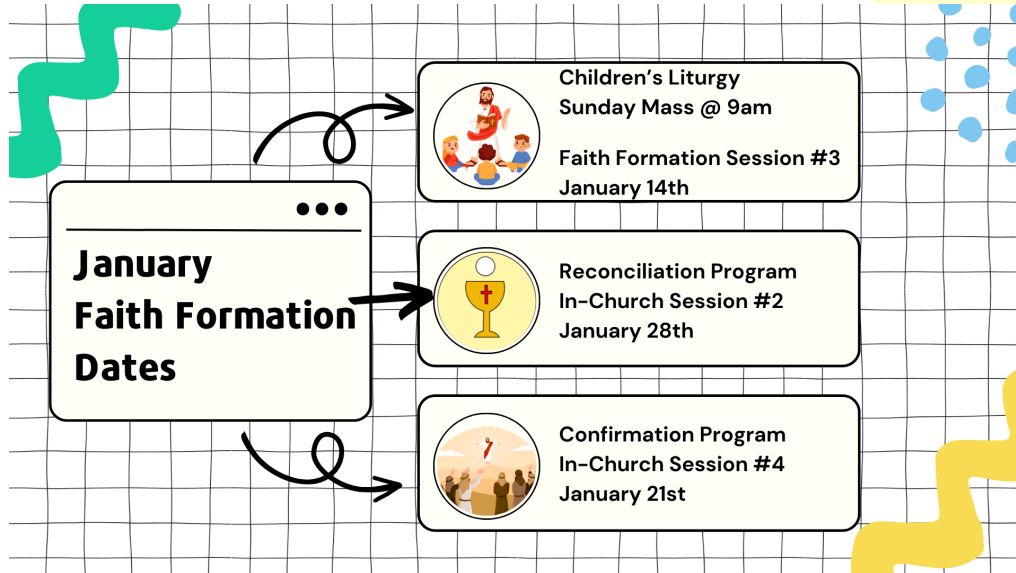 January
Faith Formation
Dates
Children's Liturgy
Sunday Mass @ 9am
Faith Formation Session #3
January 14th
Reconciliation Program
In-Church Session #2
January 28th
Confirmation Program
In-Church Session #4
January 21st